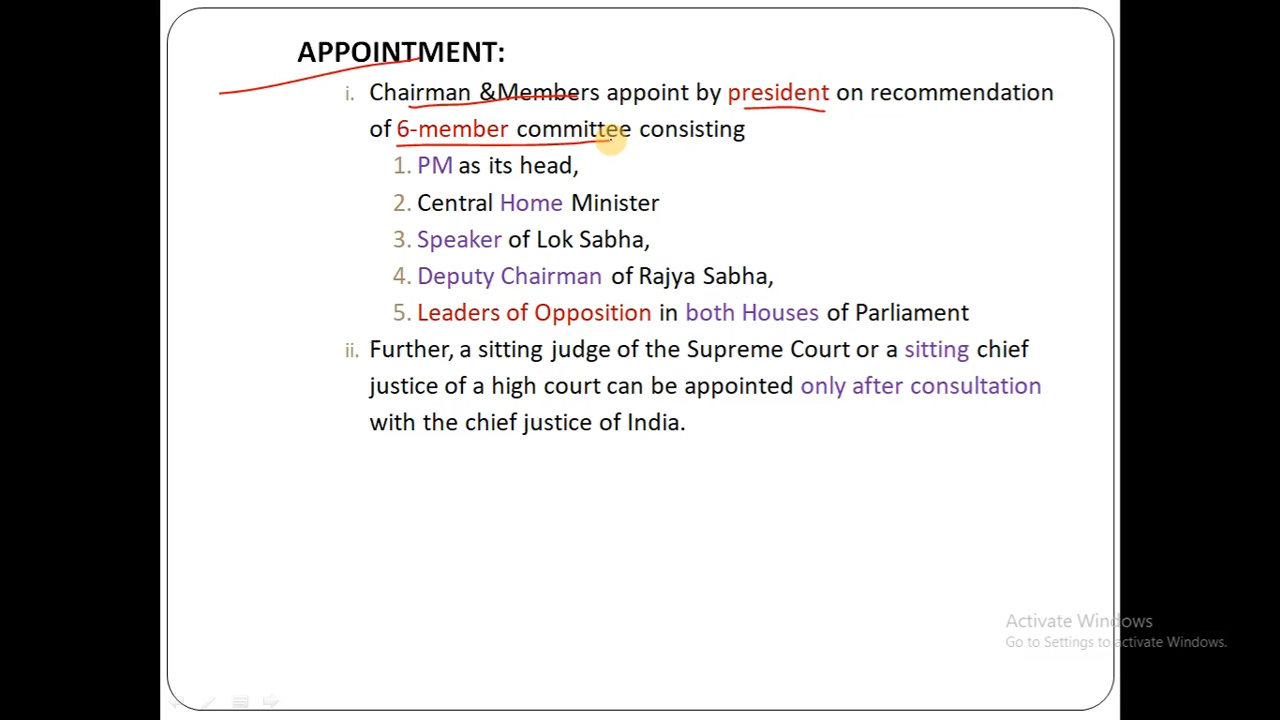 APPOINTMENT:
i. Chairman &Members appoint by president on recommendation
of 6-member committee consisting
1. PM as its head,
2. Central Home Minister
3. Speaker of Lok Sabha,
4. Deputy Chairman of Rajya Sabha,
5. Leaders of Opposition in both Houses of Parliament
ii. Further, a sitting judge of the Supreme Court or a sitting chief
justice of a high court can be appointed only after consultation
with the chief justice of India.
Activate Windows
Go to Settings to activate Windows.